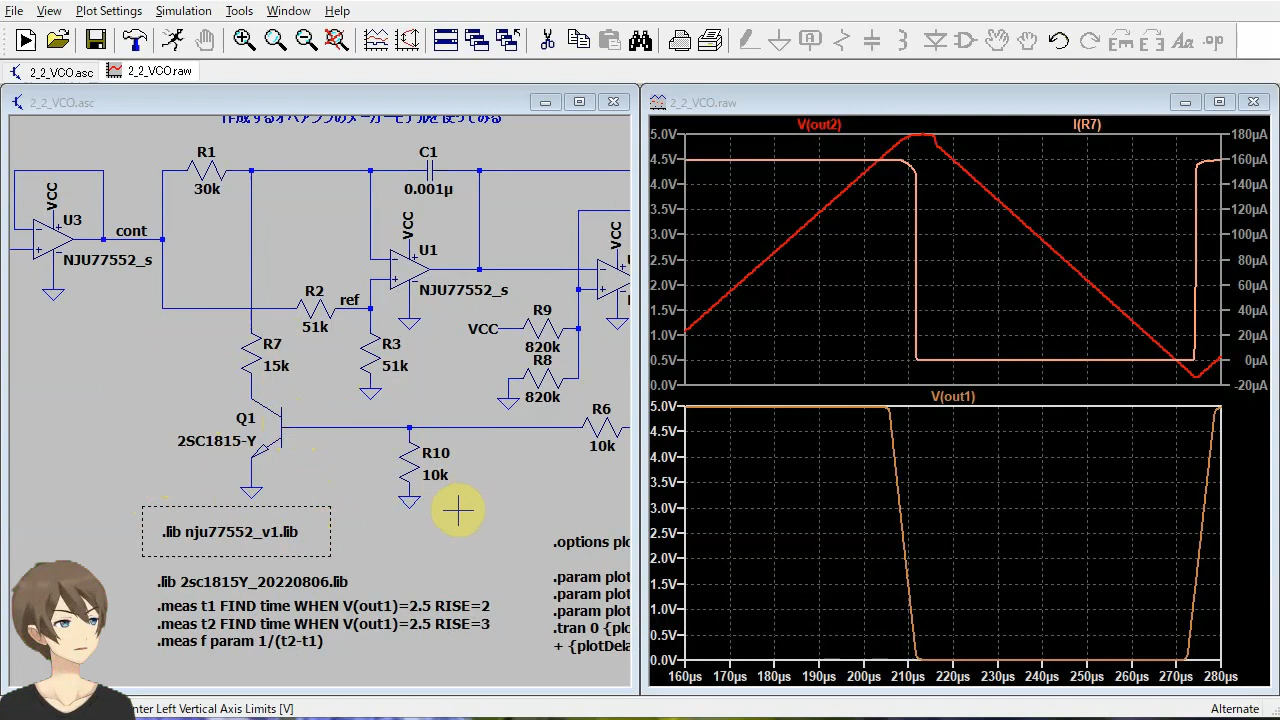 File View Plot Settings Simulation Tools Window Help
.op
2_2_VCO.asc 2_2_VCO.raw
2_2_VCO.asc
作成するオペアンプのメーカーモデルを使ってみる
R1
30k
C1
0.001µ
VCC
U3
cont
NJU77552_s
VCC
U1
NJU77552_s
VCC
R2
51k
ref
R3
51k
VCC
R9
820k
R8
820k
R7
15k
Q1
2SC1815-Y
R6
10k
R10
10k
.lib nju77552_v1.lib
.lib 2sc1815Y_20220806.lib
.meas t1 FIND time WHEN V(out1)=2.5 RISE=2
.meas t2 FIND time WHEN V(out1)=2.5 RISE=3
.meas f param 1/(t2-t1)
.options plo
.param plot
.param plot
.param plot
.tran 0 {plo
+ {plotDela
2_2_VCO.raw
V(out2) I(R7)
5.0V 180µA
4.5V 160µA
4.0V 140µA
3.5V 120µA
3.0V 100µA
2.5V 80µA
2.0V 60µA
1.5V 40µA
1.0V 20µA
0.5V 0µA
0.0V -20µA
V(out1)
5.0V
4.5V
4.0V
3.5V
3.0V
2.5V
2.0V
1.5V
1.0V
0.5V
0.0V
160µs 170µs 180µs 190µs 200µs 210µs 220µs 230µs 240µs 250µs 260µs 270µs 280µs
nter Left Vertical Axis Limits [V]
Alternate